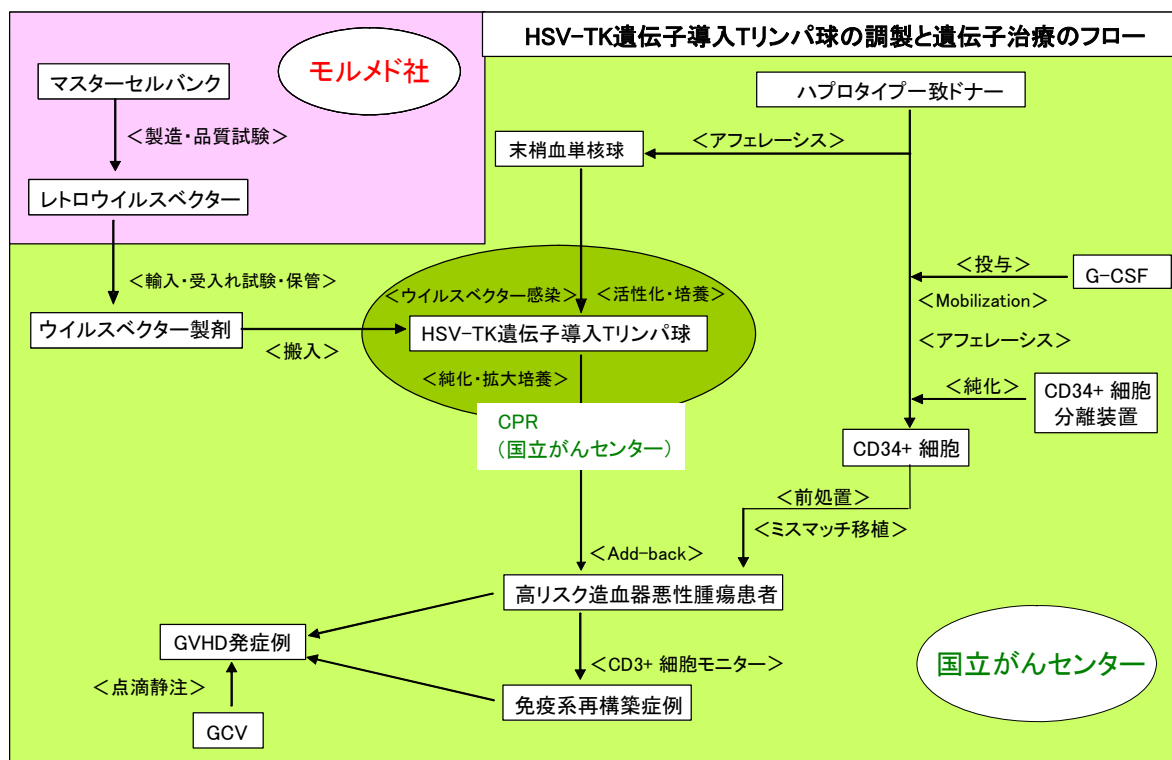 HSV-TK遺伝子導入Tリンパ球の調製と遺伝子治療のフロー
モルメド社
マスターセルバンク
＜製造・品質試験＞
レトロウイルスベクター
＜輸入・受入れ試験・保管＞
ウイルスベクター製剤
＜搬入＞
ハプロタイプ一致ドナー
＜アフェレーシス＞
末梢血単核球
＜ウイルスベクター感染＞
＜活性化・培養＞
HSV-TK遺伝子導入Tリンパ球
＜純化・拡大培養＞
CPR
（国立がんセンター）
＜投与＞
G-CSF
＜Mobilization＞
＜アフェレーシス＞
＜純化＞
CD34+ 細胞
分離装置
CD34+ 細胞
＜前処置＞
＜ミスマッチ移植＞
＜Add-back＞
高リスク造血器悪性腫瘍患者
GVHD発症例
＜CD3+ 細胞モニター＞
＜点滴静注＞
免疫系再構築症例
GCV
国立がんセンター